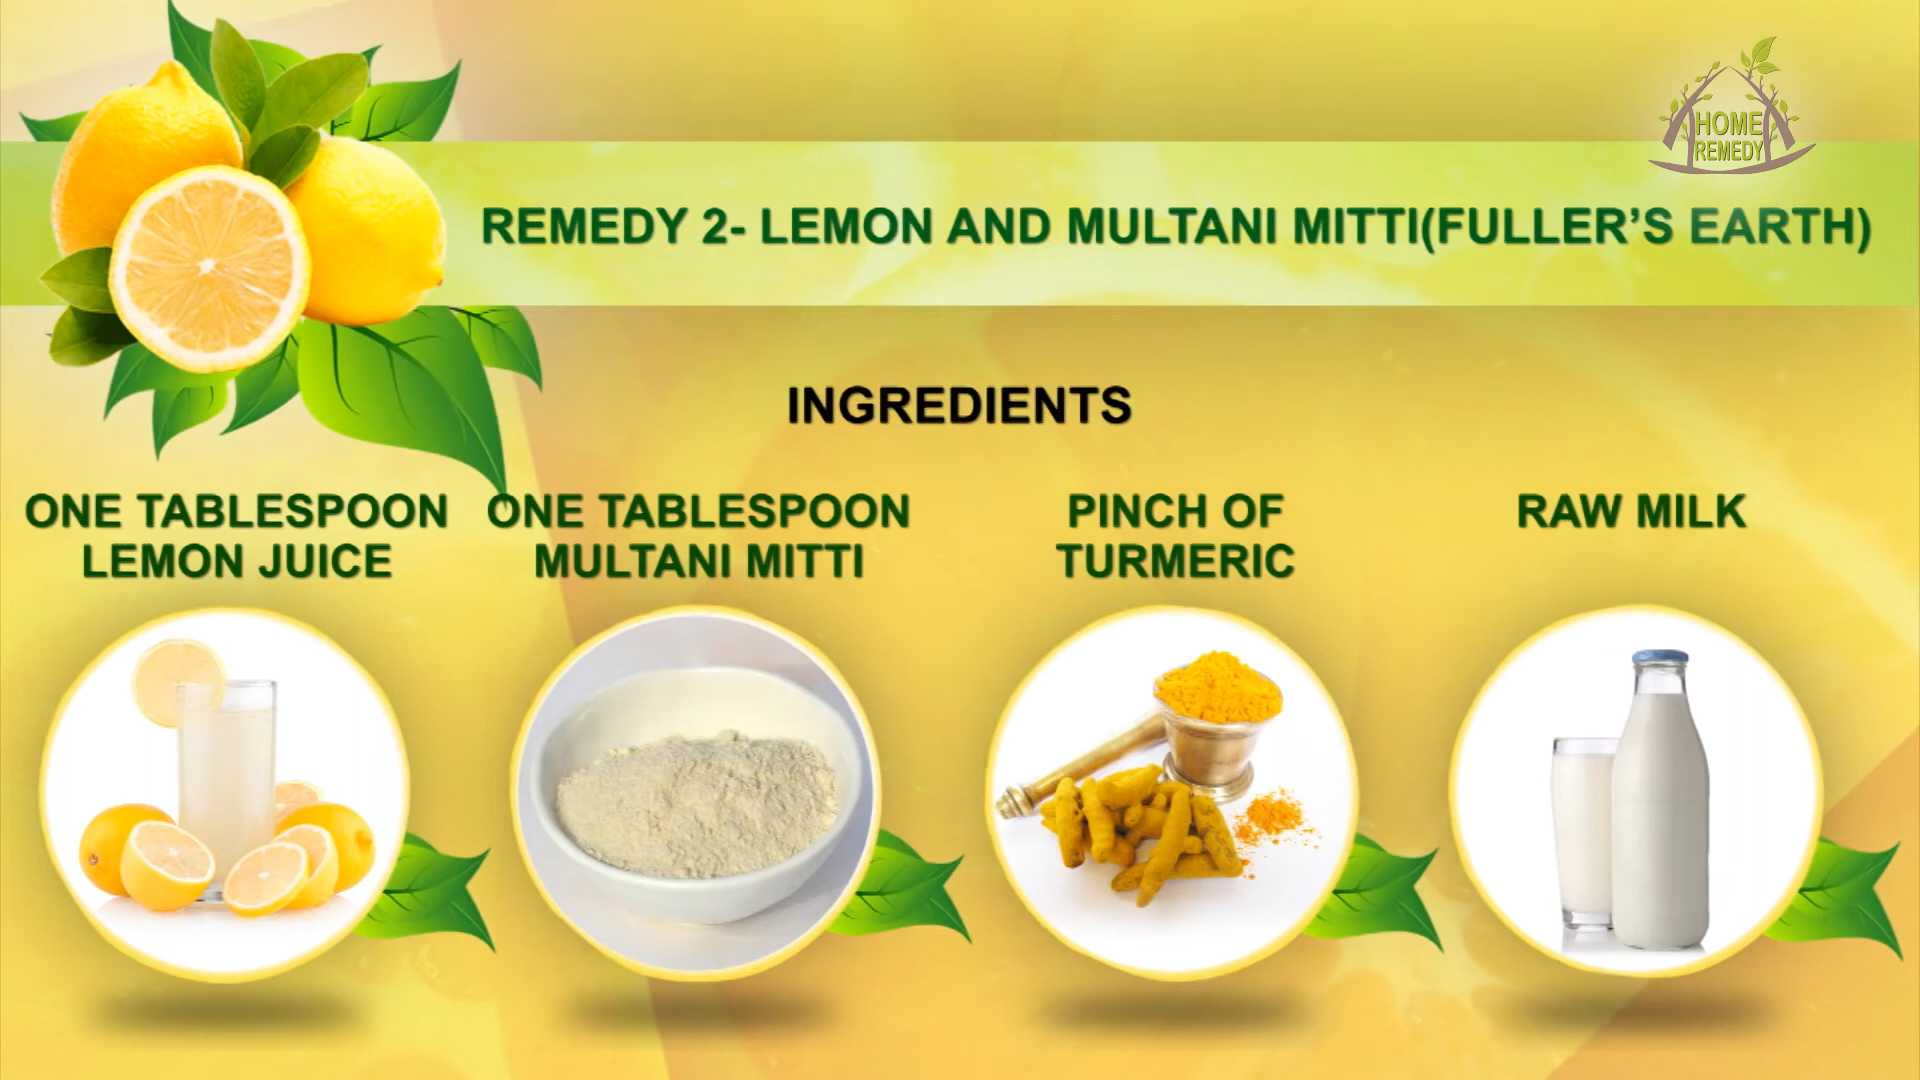 HOME
REMEDY
REMEDY 2- LEMON AND MULTANI MITTI(FULLER’S EARTH)
INGREDIENTS
ONE TABLESPOON
LEMON JUICE
ONE TABLESPOON
MULTANI MITTI
PINCH OF
TURMERIC
RAW MILK